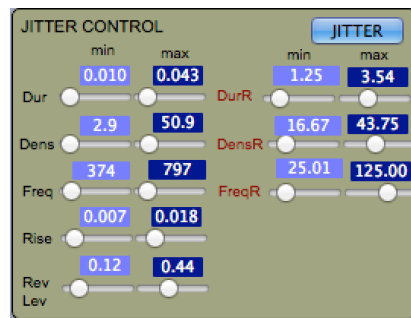 JITTER CONTROL JITTER
min max min max
0.010 0.043 1.25 3.54
Dur DurR
2.9 50.9 16.67 43.75
Dens DensR
374 797 25.01 125.00
Freq FreqR
0.007 0.018
Rise
0.12 0.44
Rev
Lev